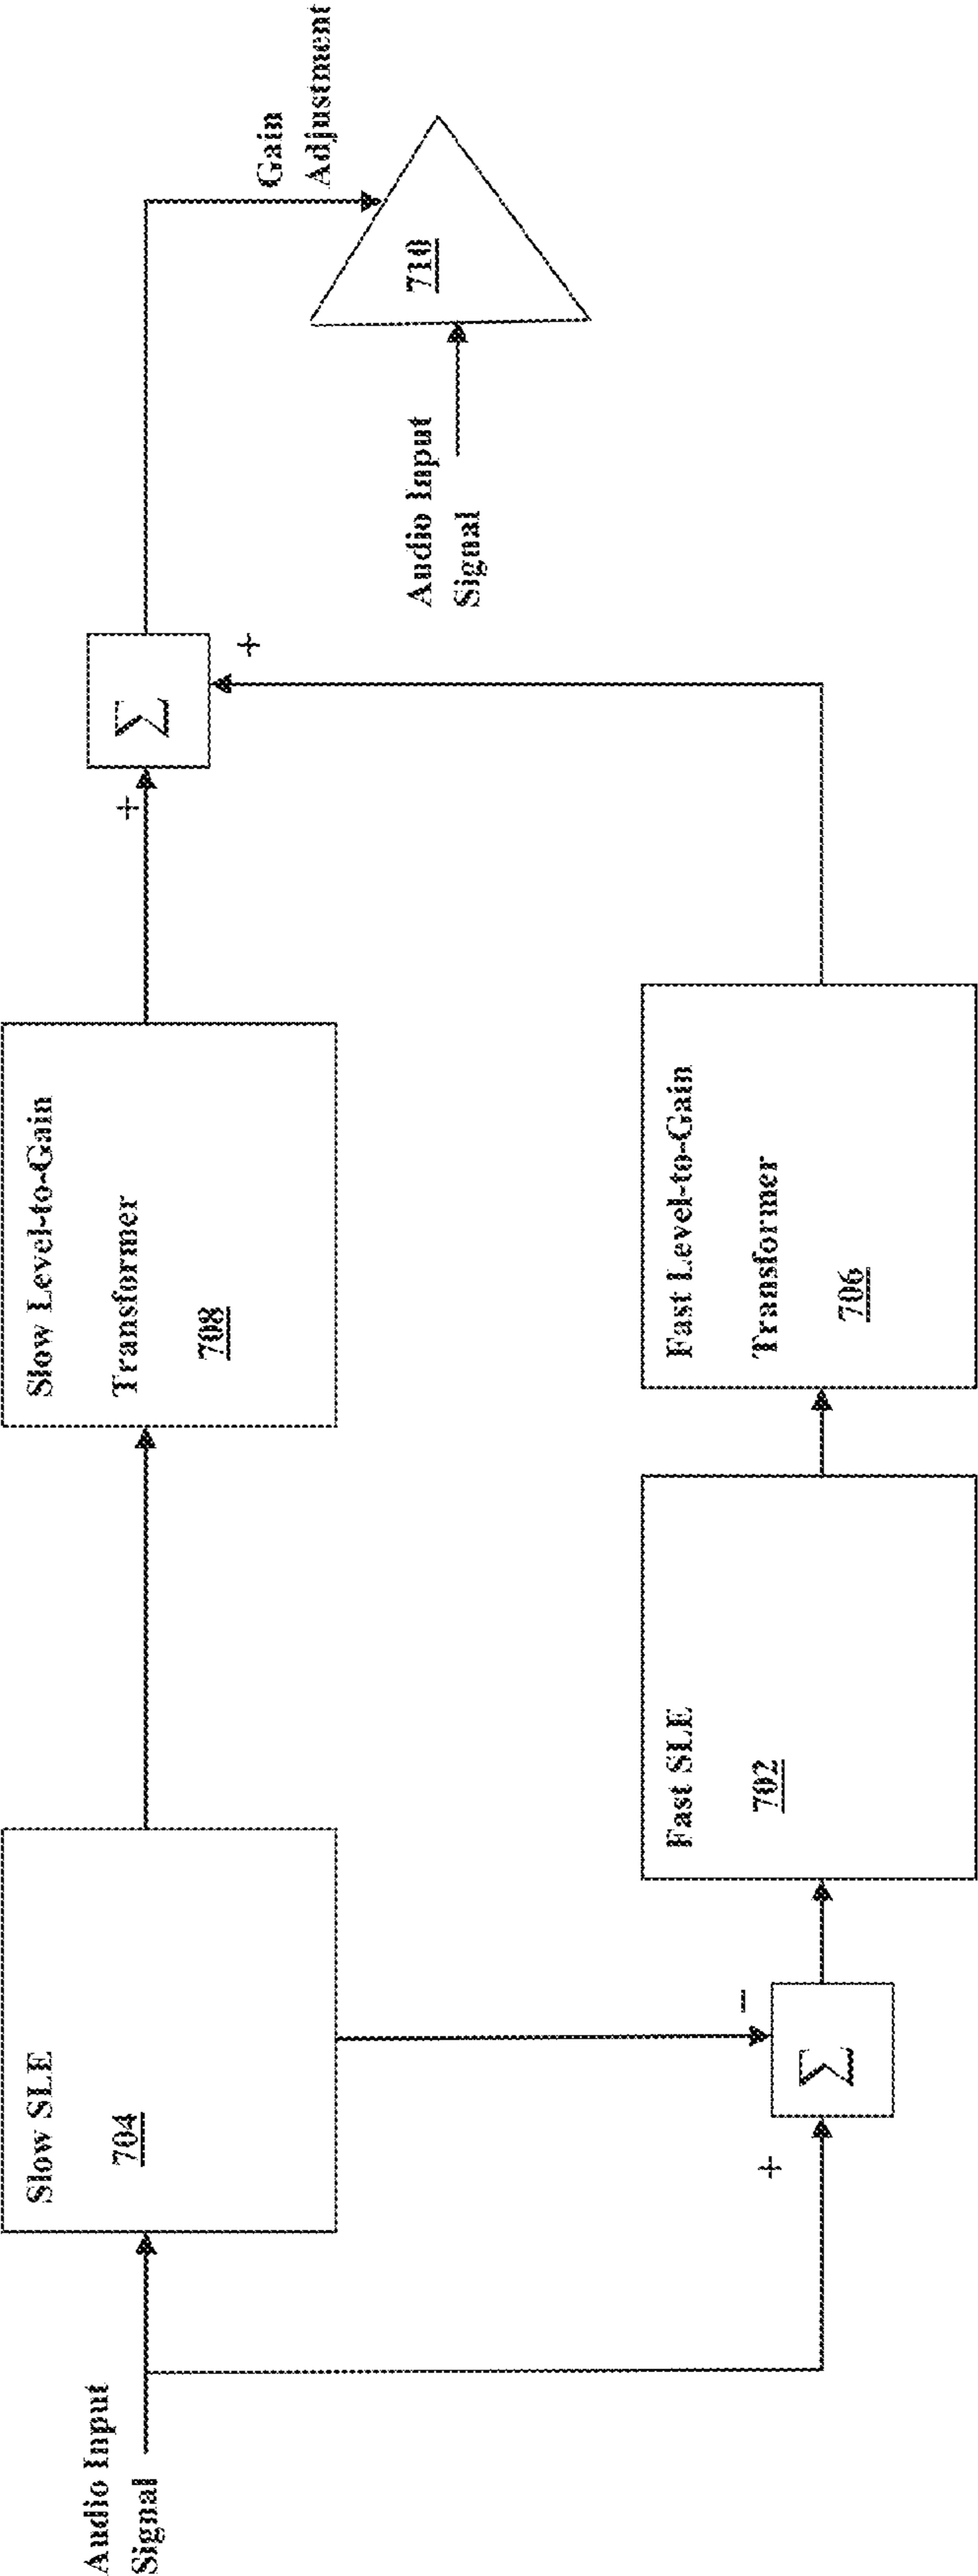 Audio Input
Signal
Slow SLE
704
Slow Level-to-Gain
Transformer
708
+
Σ
+
Gain
Adjustment
Audio Input
Signal
710
+
−
Σ
Fast SLE
702
Fast Level-to-Gain
Transformer
706